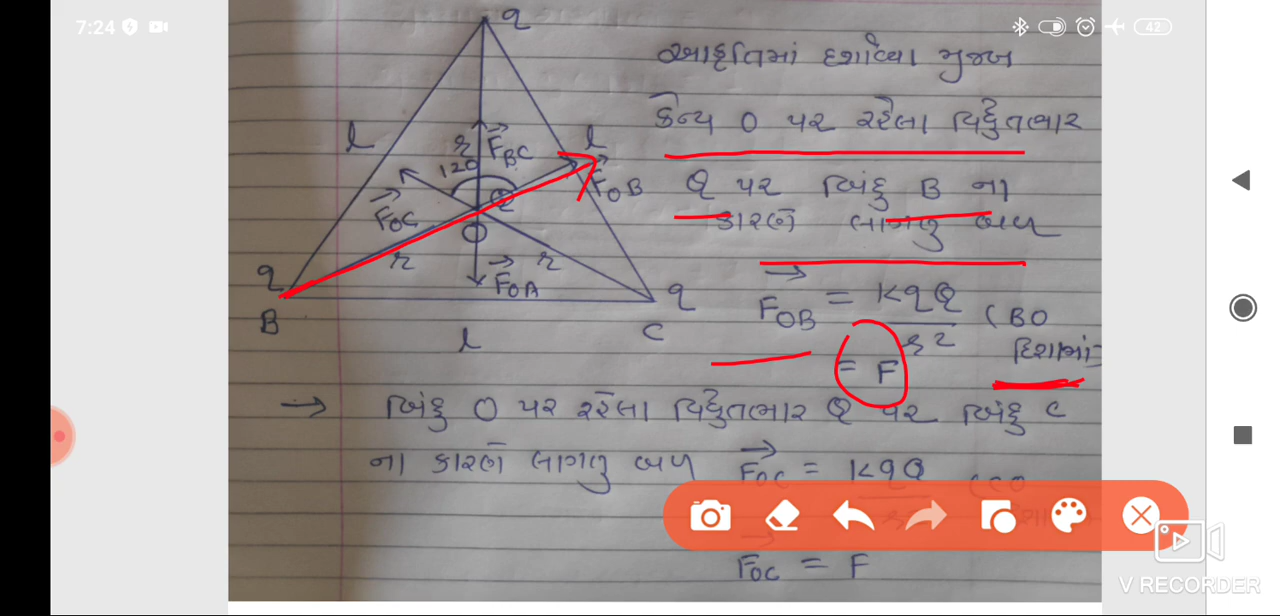 7:24
42
q
આકૃતિમાં દર્શાવ્યા મુજબ
કેન્દ્ર O પર રહેલા વિદ્યુતભાર
l
r
120
F_BC
l
Q
F_OB
Q પર બિંદુ B ના
કારણે લાગતુ બળ
F_OC
O
r
r
F_OA
q
B
q
C
l
F_OB = KqQ / r2 (BO
દિશામાં)
= F
→ બિંદુ O પર રહેલા વિદ્યુતભાર Q પર બિંદુ C
ના કારણે લાગતુ બળ F_OC = KqQ (CO
F_OC = F
V RECORDER